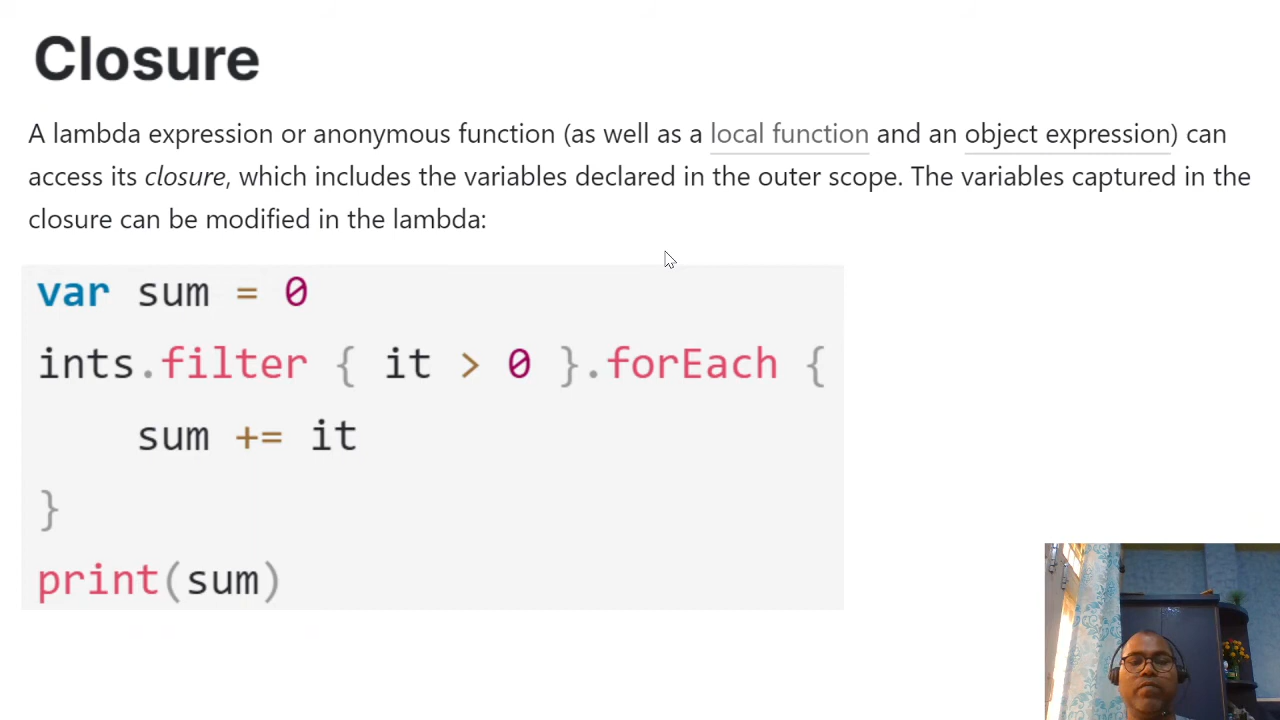 Closure
A lambda expression or anonymous function (as well as a local function and an object expression) can
access its closure, which includes the variables declared in the outer scope. The variables captured in the
closure can be modified in the lambda:
var sum = 0
ints.filter { it > 0 }.forEach {
    sum += it
}
print(sum)